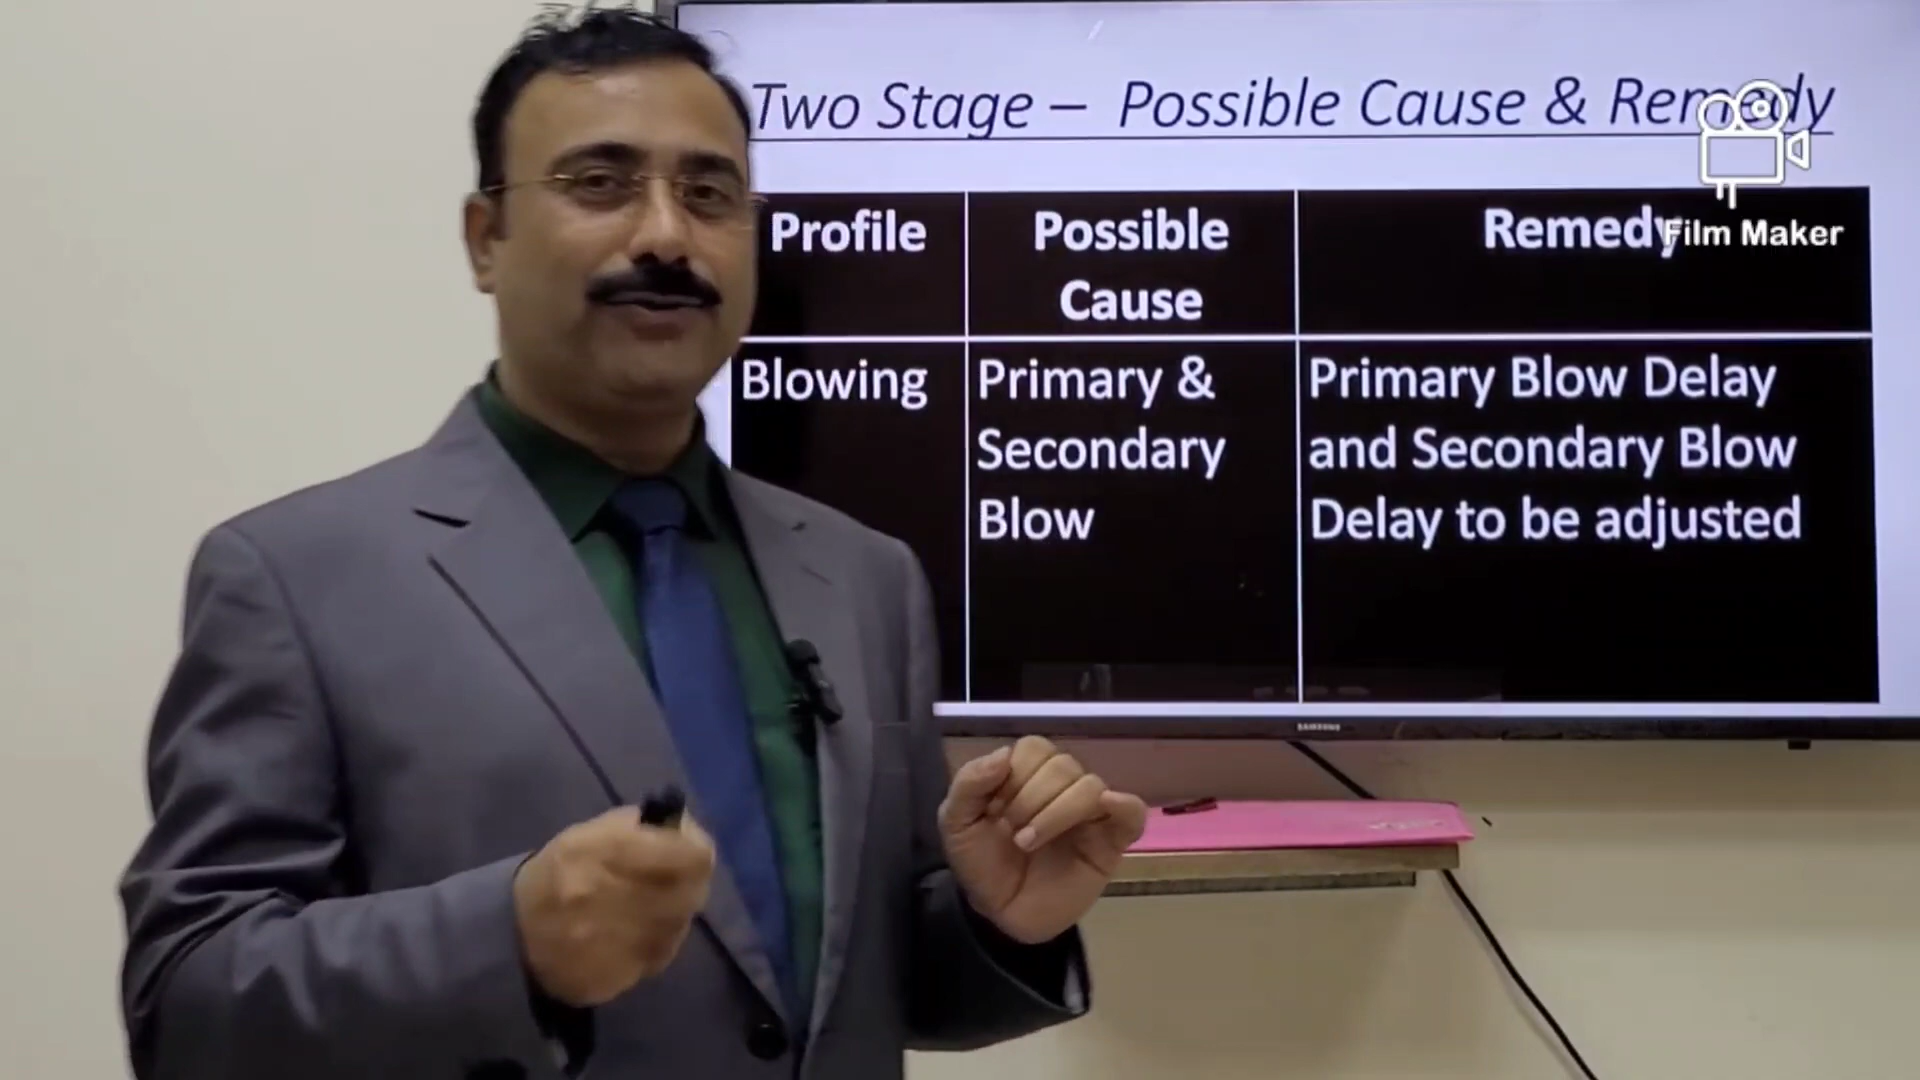 Two Stage – Possible Cause & Remedy
Film Maker
Profile
Possible
Cause
Remedy
Blowing
Primary &
Secondary
Blow
Primary Blow Delay
and Secondary Blow
Delay to be adjusted
SAMSUNG